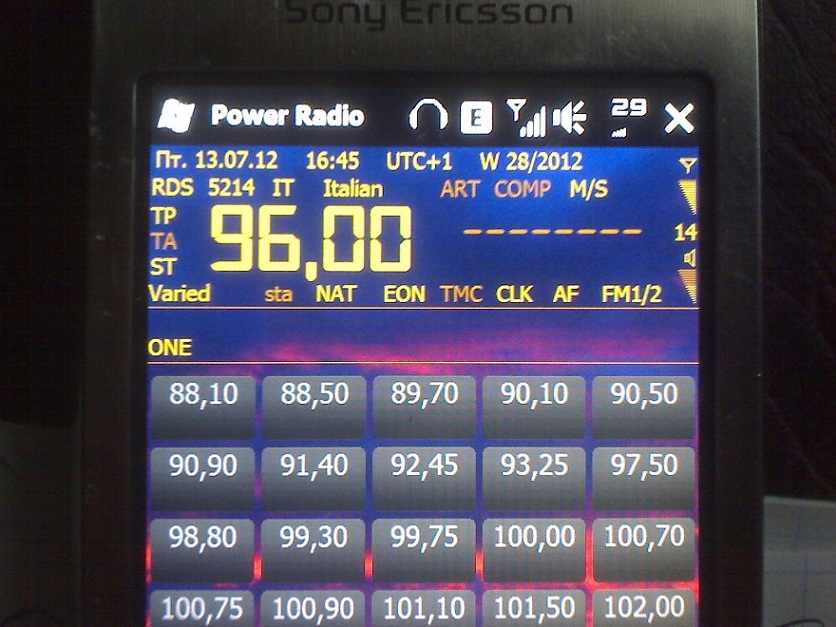 Sony Ericsson
Power Radio E 29
Пт. 13.07.12 16:45 UTC+1 W 28/2012
RDS 5214 IT Italian ART COMP M/S
TP
TA 96,00 -------- 14
ST
Varied sta NAT EON TMC CLK AF FM1/2
ONE
88,10 88,50 89,70 90,10 90,50
90,90 91,40 92,45 93,25 97,50
98,80 99,30 99,75 100,00 100,70
100,75 100,90 101,10 101,50 102,00